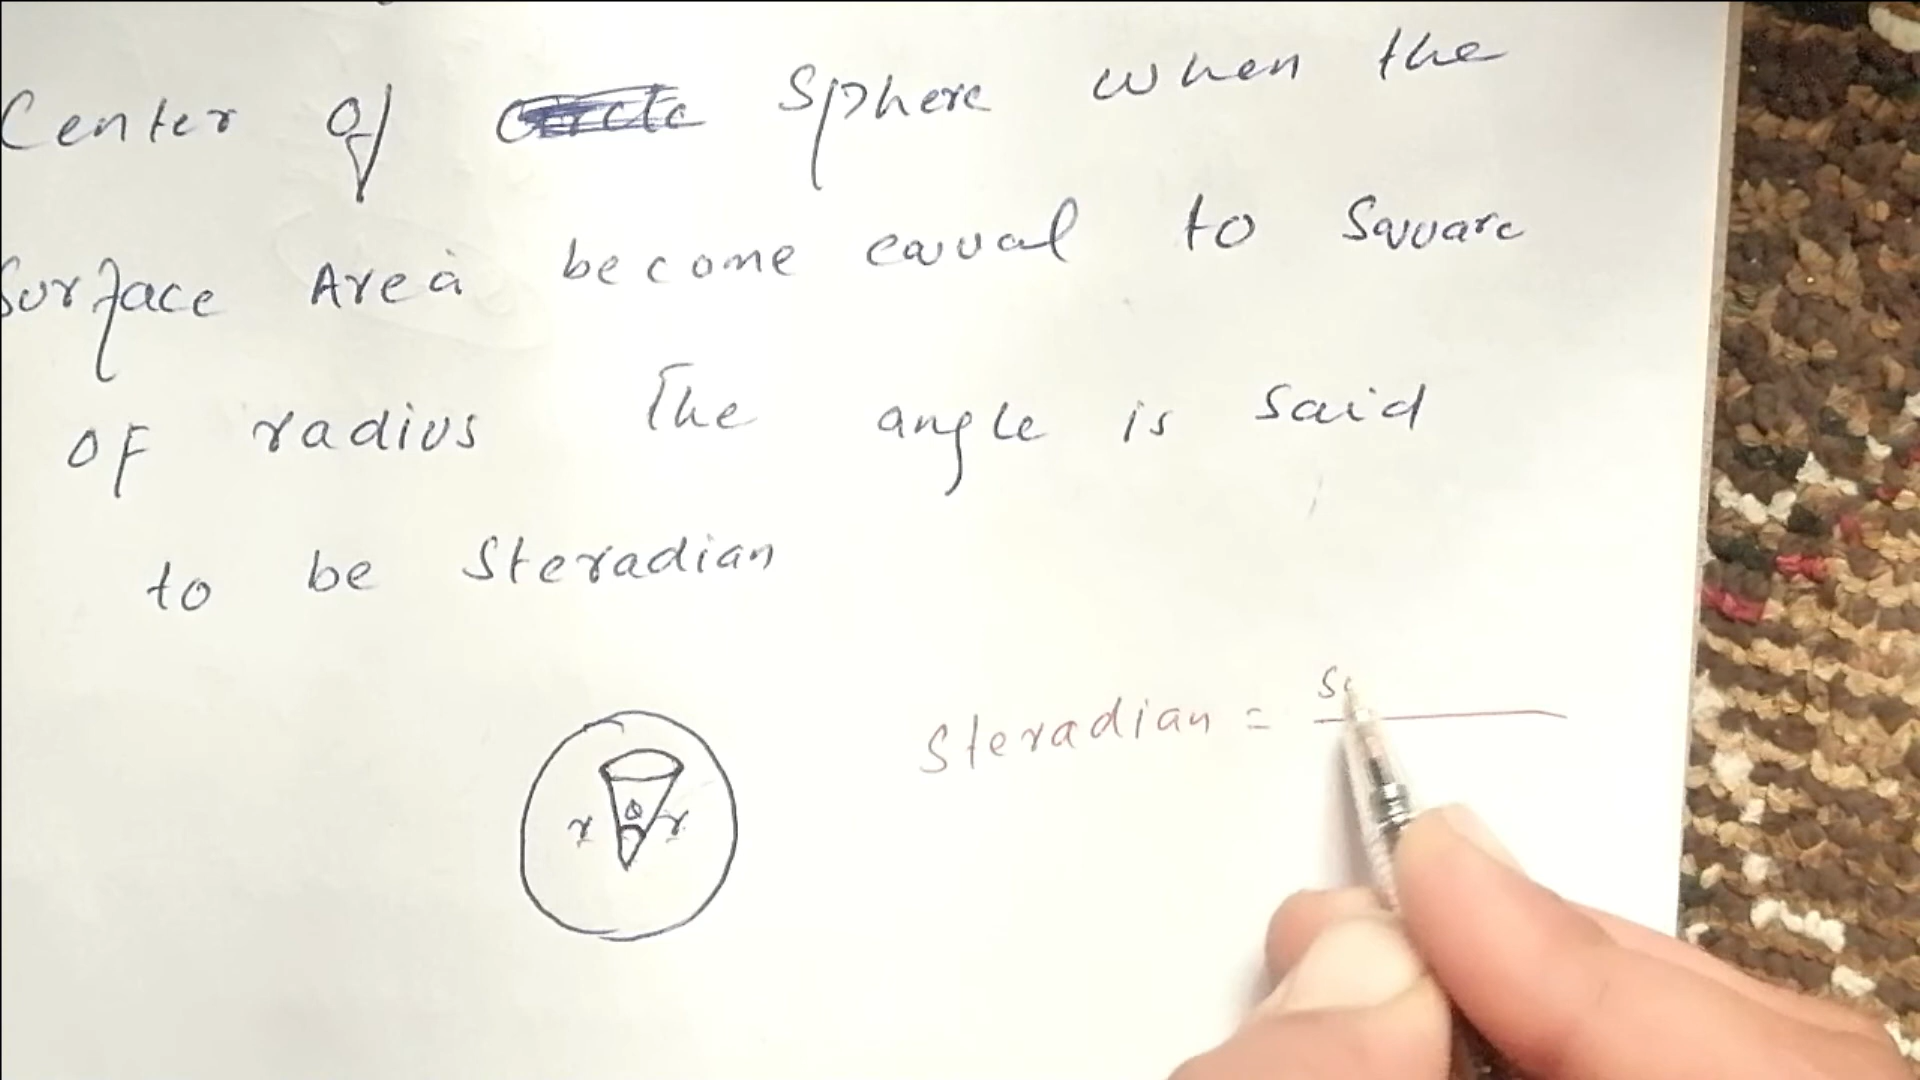 Center of Sphere when the
Surface Area become equal to Square
OF radius The angle is said
to be Steradian
Steradian = S
r θ r